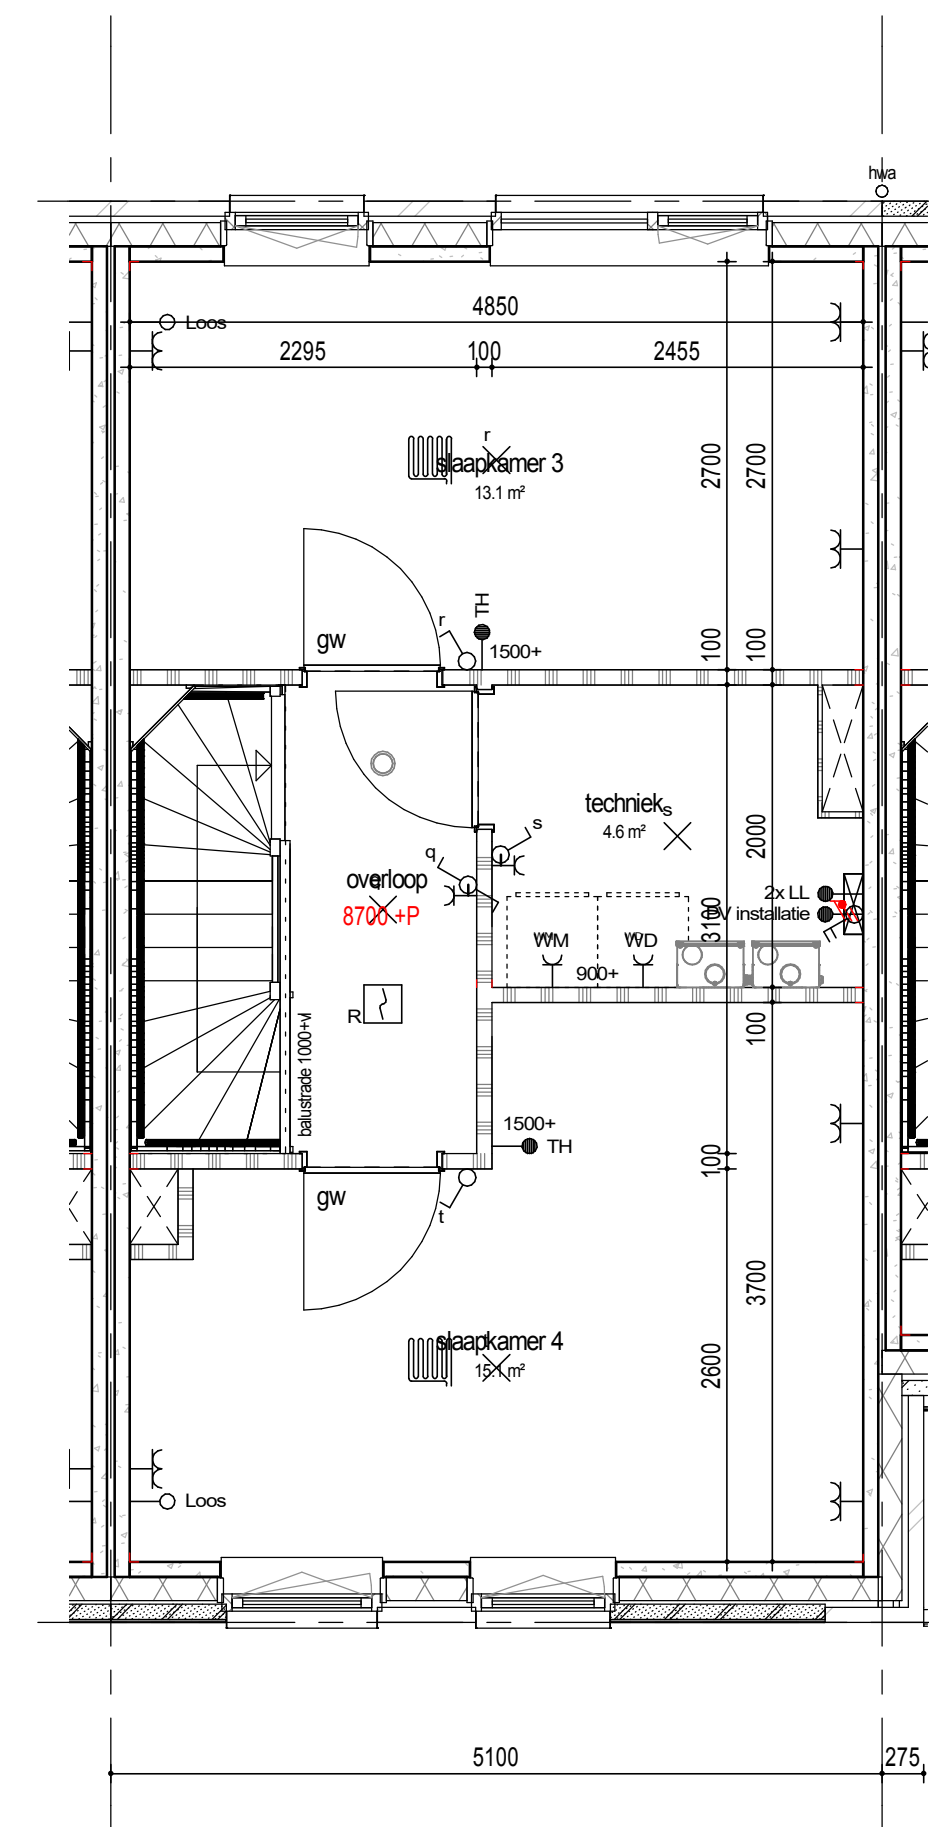 hwa
4850
Loos
2295
100
2455
r
slaapkamer 3
13.1 m²
2700
2700
TH
r
gw
1500+
100
100
techniek
s
4.6 m²
2000
s
q
overloop
q
8700 +P
2x LL
PV installatie
3100
WM
WD
900+
R
100
balustrade 1000+vl
1500+
TH
100
gw
t
3700
slaapkamer 4
15.1 m²
2600
Loos
5100
275